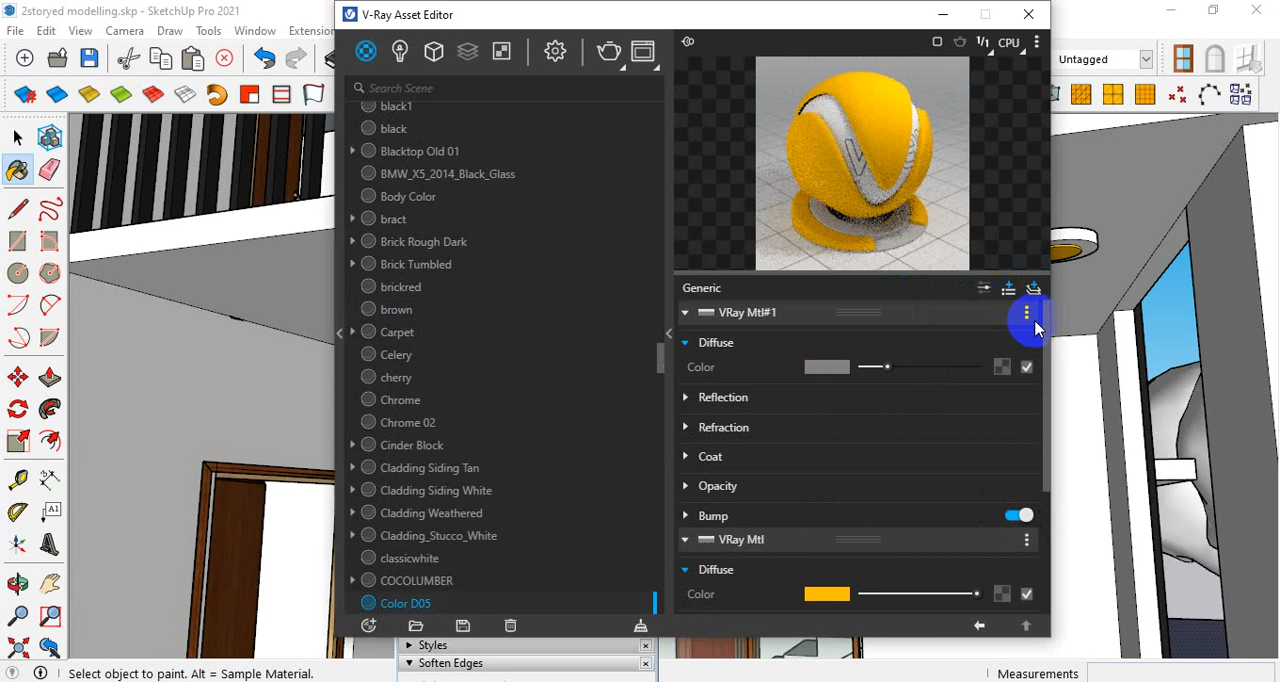 2storyed modelling.skp - SketchUp Pro 2021
File Edit View Camera Draw Tools Window Extension
V-Ray Asset Editor
1/1 CPU
Untagged
Search Scene
black1
black
Blacktop Old 01
BMW_X5_2014_Black_Glass
Body Color
bract
Brick Rough Dark
Brick Tumbled
brickred
brown
Carpet
Celery
cherry
Chrome
Chrome 02
Cinder Block
Cladding Siding Tan
Cladding Siding White
Cladding Weathered
Cladding_Stucco_White
classicwhite
COCOLUMBER
Color D05
Generic
VRay Mtl#1
Diffuse
Color
Reflection
Refraction
Coat
Opacity
Bump
VRay Mtl
Diffuse
Color
Styles
Soften Edges
Select object to paint. Alt = Sample Material.
Measurements